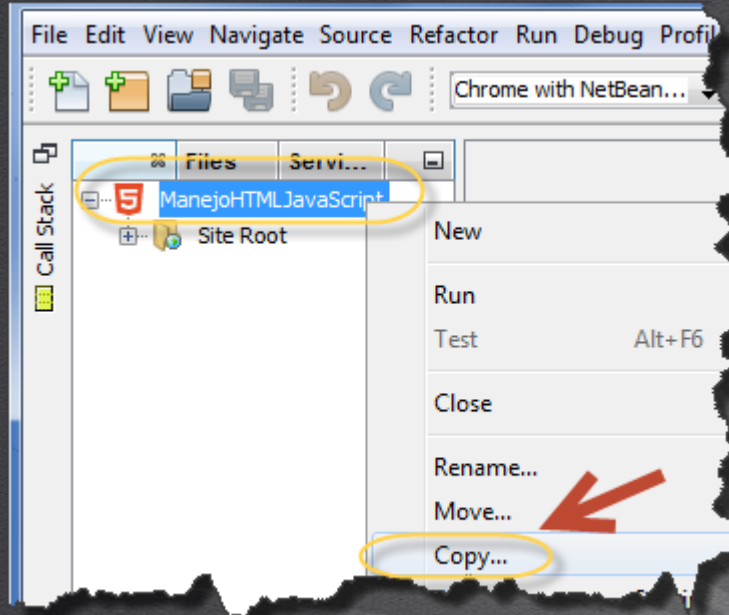 File Edit View Navigate Source Refactor Run Debug Profil
Chrome with NetBean...
Files Servi...
Call Stack
5 ManejoHTMLJavaScript
Site Root
New
Run
Test Alt+F6
Close
Rename...
Move...
Copy...